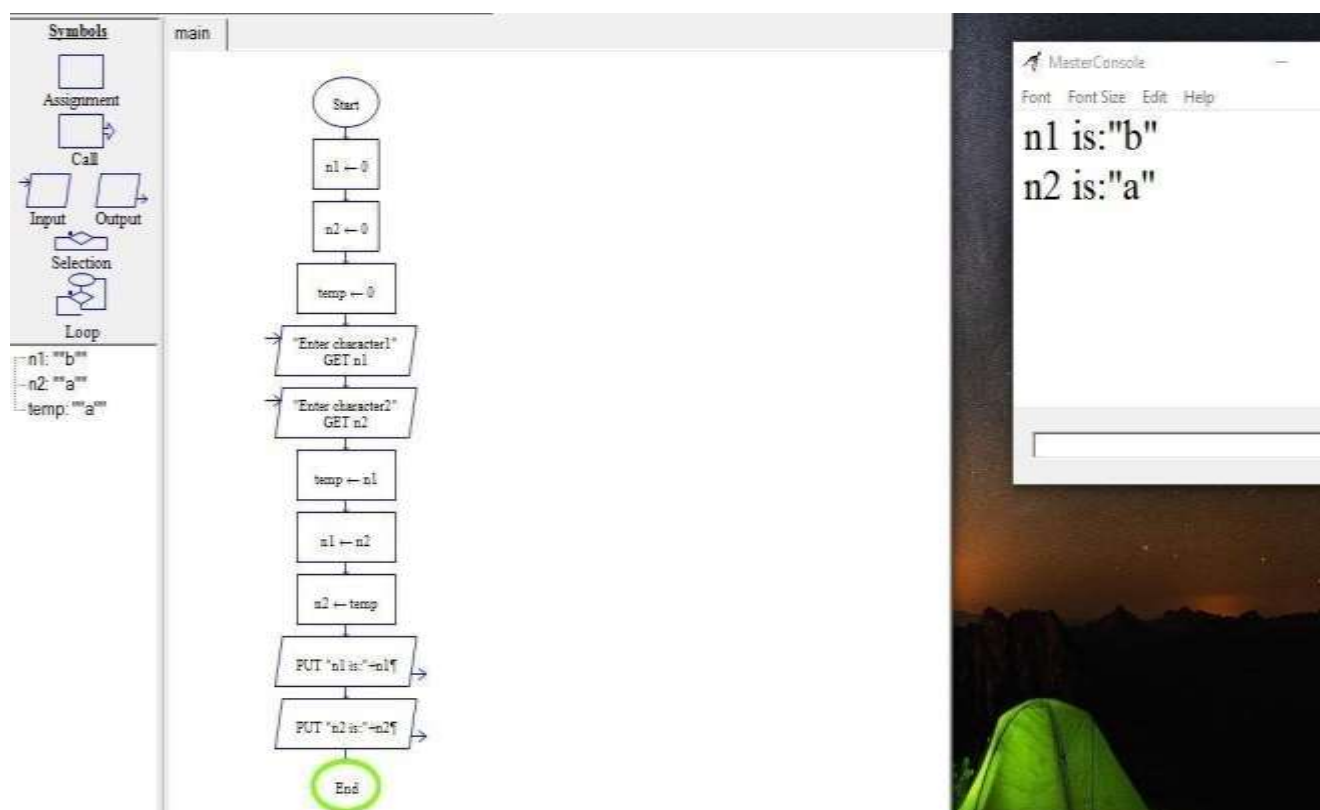 Symbols
Assignment
Call
Input Output
Selection
Loop
n1: ""b""
n2: ""a""
temp: ""a""
main
Start
n1 ← 0
n2 ← 0
temp ← 0
"Enter character1"
GET n1
"Enter character2"
GET n2
temp ← n1
n1 ← n2
n2 ← temp
PUT "n1 is:"+n1¶
PUT "n2 is:"+n2¶
End
MasterConsole
Font Font Size Edit Help
n1 is:"b"
n2 is:"a"